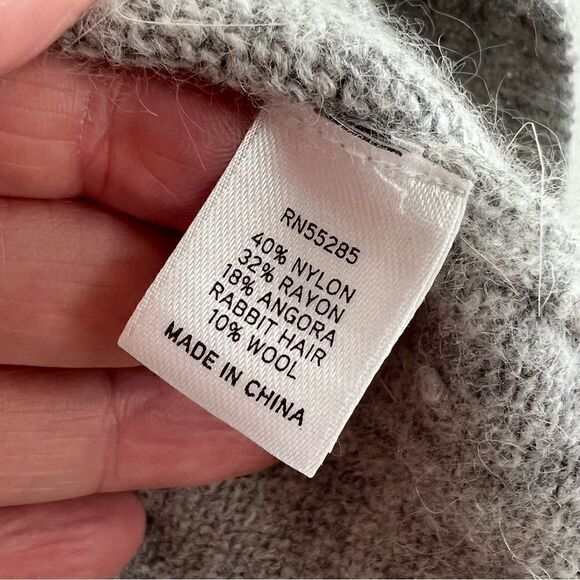 RN55285
40% NYLON
32% RAYON
18% ANGORA
RABBIT HAIR
10% WOOL
MADE IN CHINA